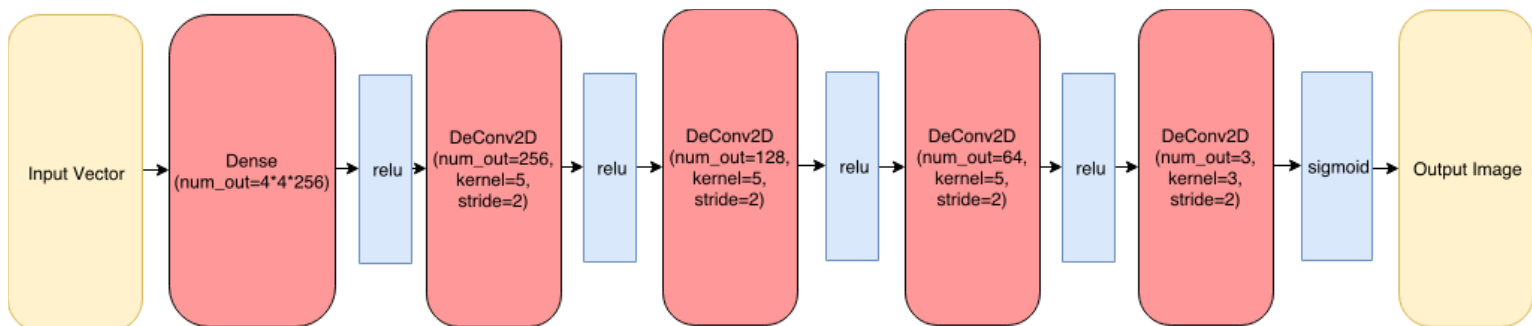 Input Vector
Dense
(num_out=4*4*256)
relu
DeConv2D
(num_out=256,
kernel=5,
stride=2)
relu
DeConv2D
(num_out=128,
kernel=5,
stride=2)
relu
DeConv2D
(num_out=64,
kernel=5,
stride=2)
relu
DeConv2D
(num_out=3,
kernel=3,
stride=2)
sigmoid
Output Image